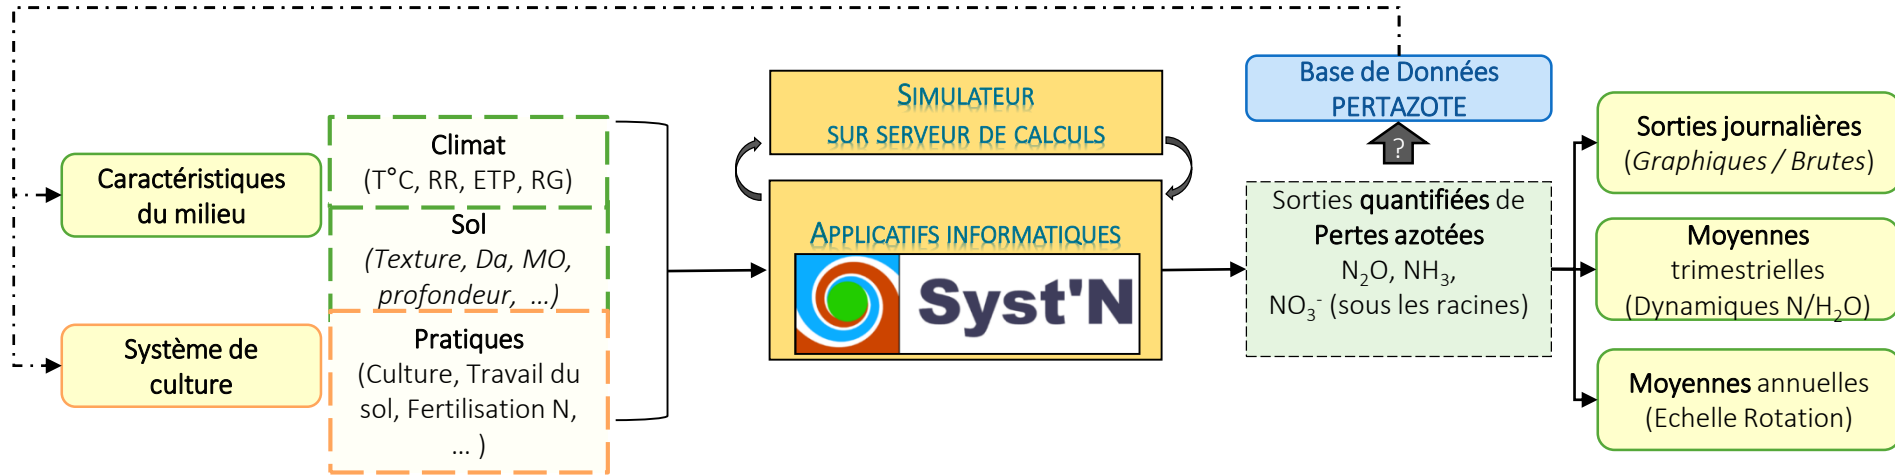 Caractéristiques
du milieu
Système de
culture
Climat
(T°C, RR, ETP, RG)
Sol
(Texture, Da, MO,
profondeur, …)
Pratiques
(Culture, Travail du
sol, Fertilisation N,
… )
SIMULATEUR
SUR SERVEUR DE CALCULS
APPLICATIFS INFORMATIQUES
Syst'N
Base de Données
PERTAZOTE
?
Sorties quantifiées de
Pertes azotées
N₂O, NH₃,
NO₃⁻ (sous les racines)
Sorties journalières
(Graphiques / Brutes)
Moyennes
trimestrielles
(Dynamiques N/H₂O)
Moyennes annuelles
(Echelle Rotation)